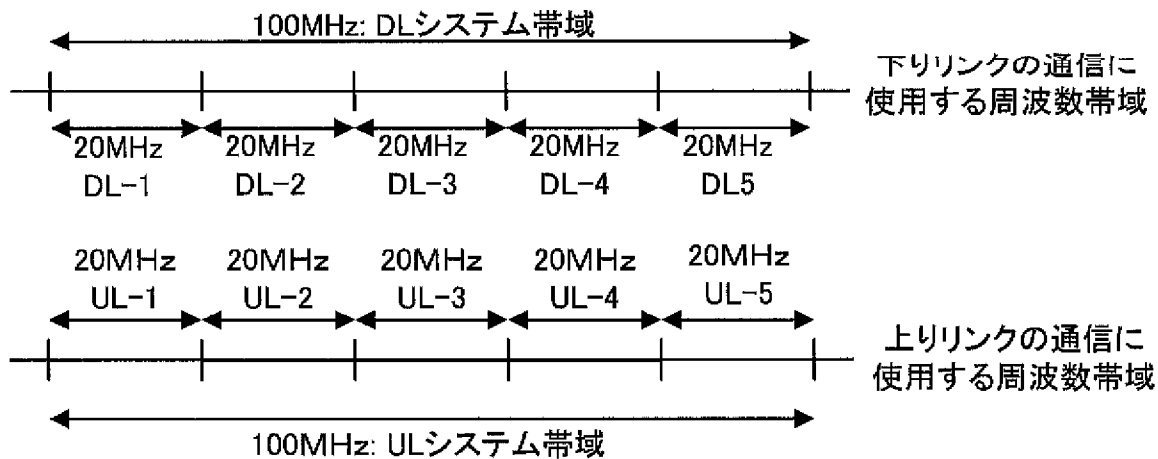 100MHz: DLシステム帯域
下りリンクの通信に
使用する周波数帯域
20MHz 20MHz 20MHz 20MHz 20MHz
DL-1 DL-2 DL-3 DL-4 DL5
20MHz 20MHz 20MHz 20MHz 20MHz
UL-1 UL-2 UL-3 UL-4 UL-5
上りリンクの通信に
使用する周波数帯域
100MHz: ULシステム帯域